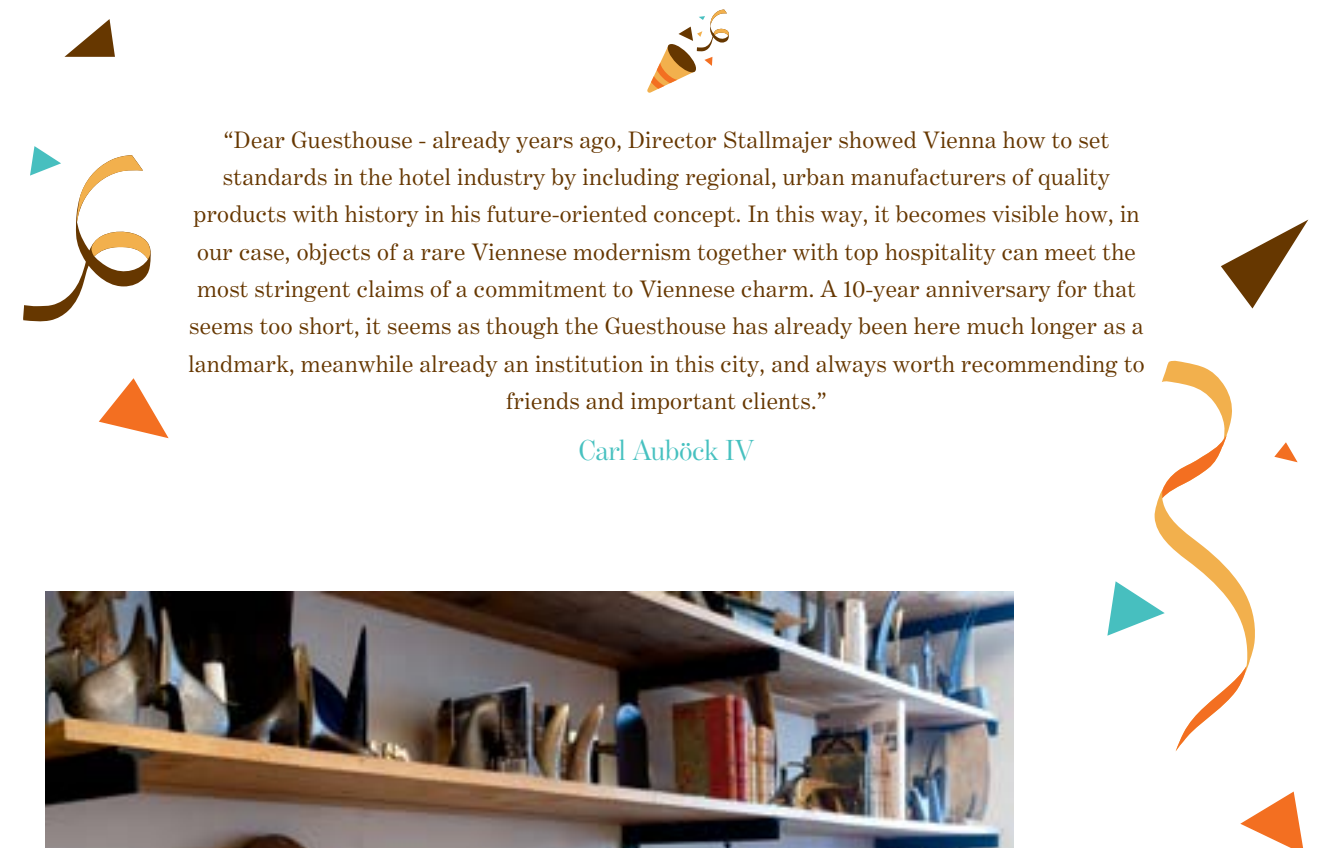 “Dear Guesthouse - already years ago, Director Stallmajer showed Vienna how to set
standards in the hotel industry by including regional, urban manufacturers of quality
products with history in his future-oriented concept. In this way, it becomes visible how, in
our case, objects of a rare Viennese modernism together with top hospitality can meet the
most stringent claims of a commitment to Viennese charm. A 10-year anniversary for that
seems too short, it seems as though the Guesthouse has already been here much longer as a
landmark, meanwhile already an institution in this city, and always worth recommending to
friends and important clients.”
Carl Auböck IV